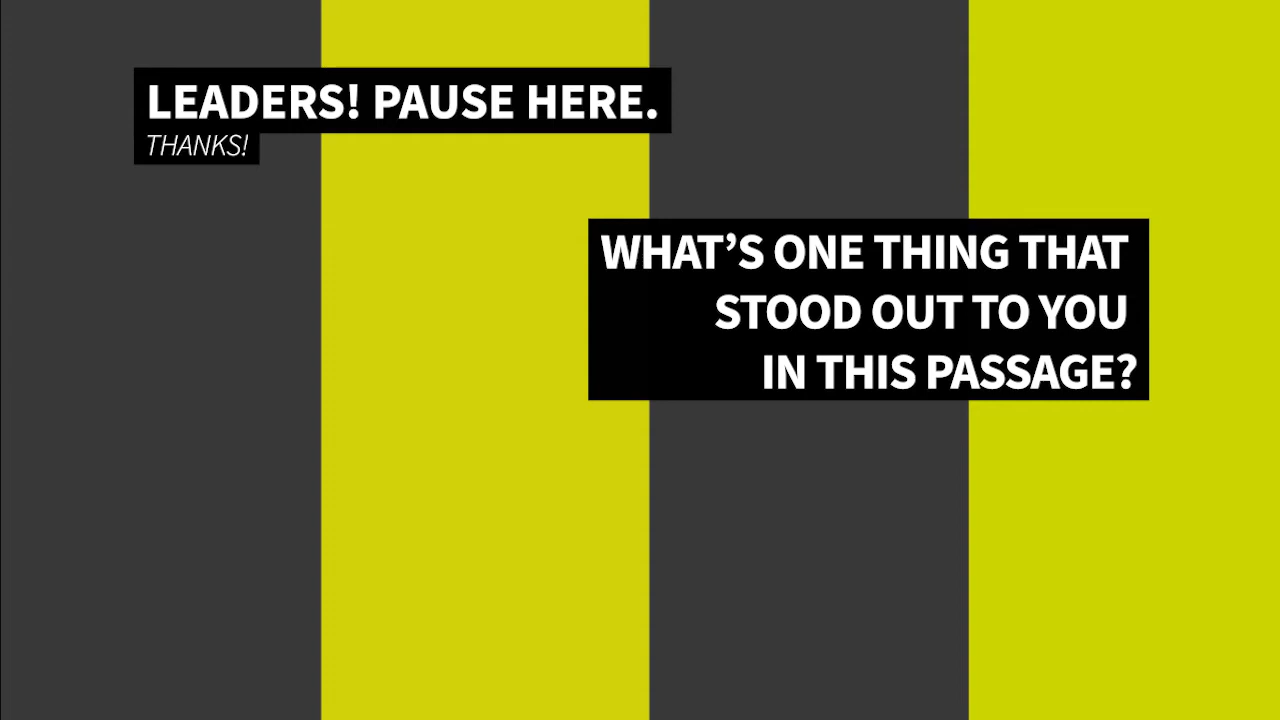 LEADERS! PAUSE HERE.
THANKS!
WHAT’S ONE THING THAT
STOOD OUT TO YOU
IN THIS PASSAGE?